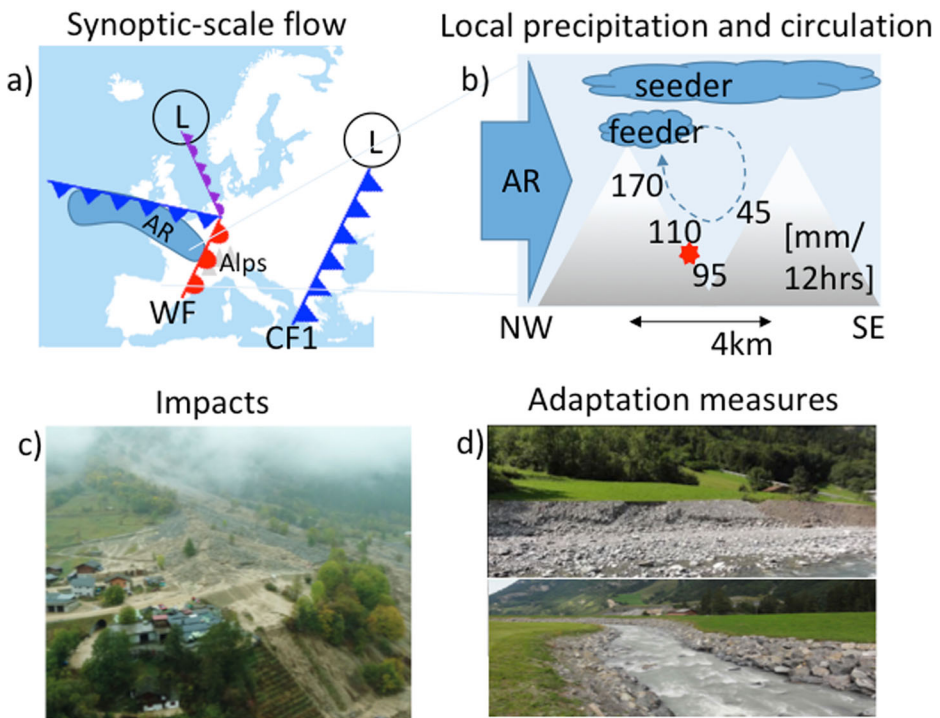 Synoptic-scale flow
a)
L
L
AR
Alps
WF
CF1
Local precipitation and circulation
b)
seeder
feeder
AR
170
110
45
95
[mm/
12hrs]
NW
SE
4km
Impacts
c)
Adaptation measures
d)